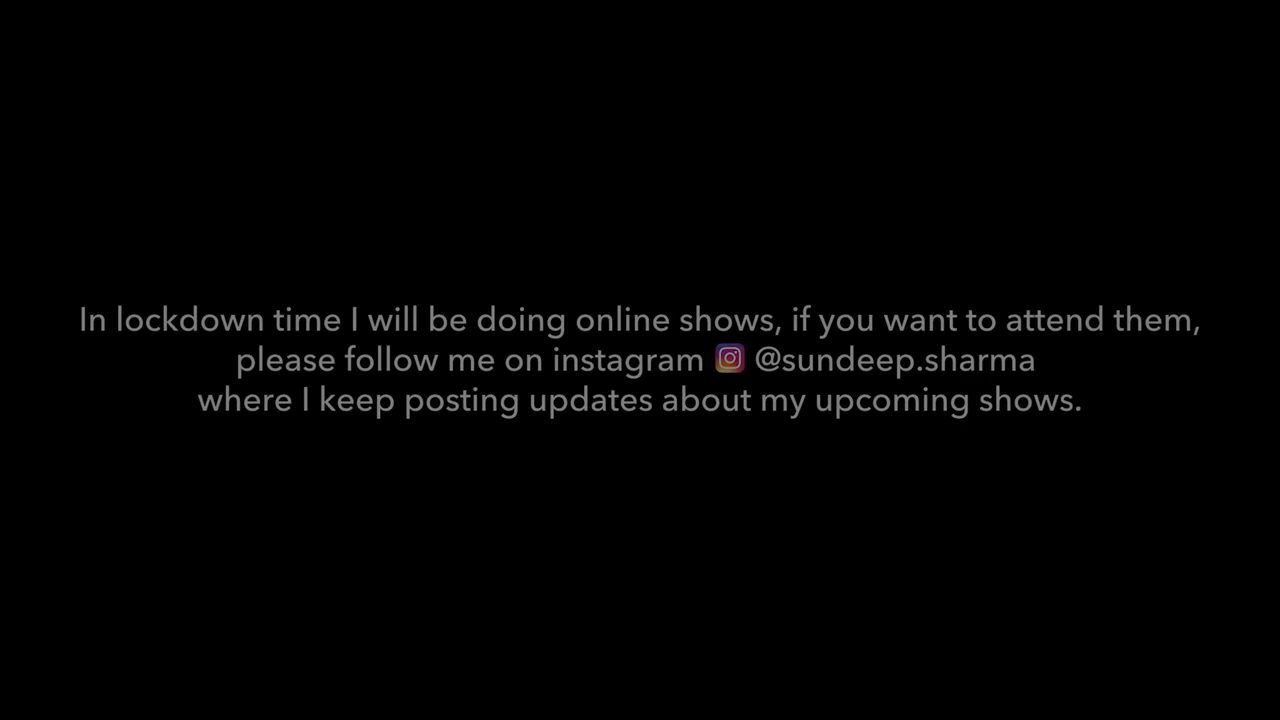 In lockdown time I will be doing online shows, if you want to attend them,
please follow me on instagram @sundeep.sharma
where I keep posting updates about my upcoming shows.